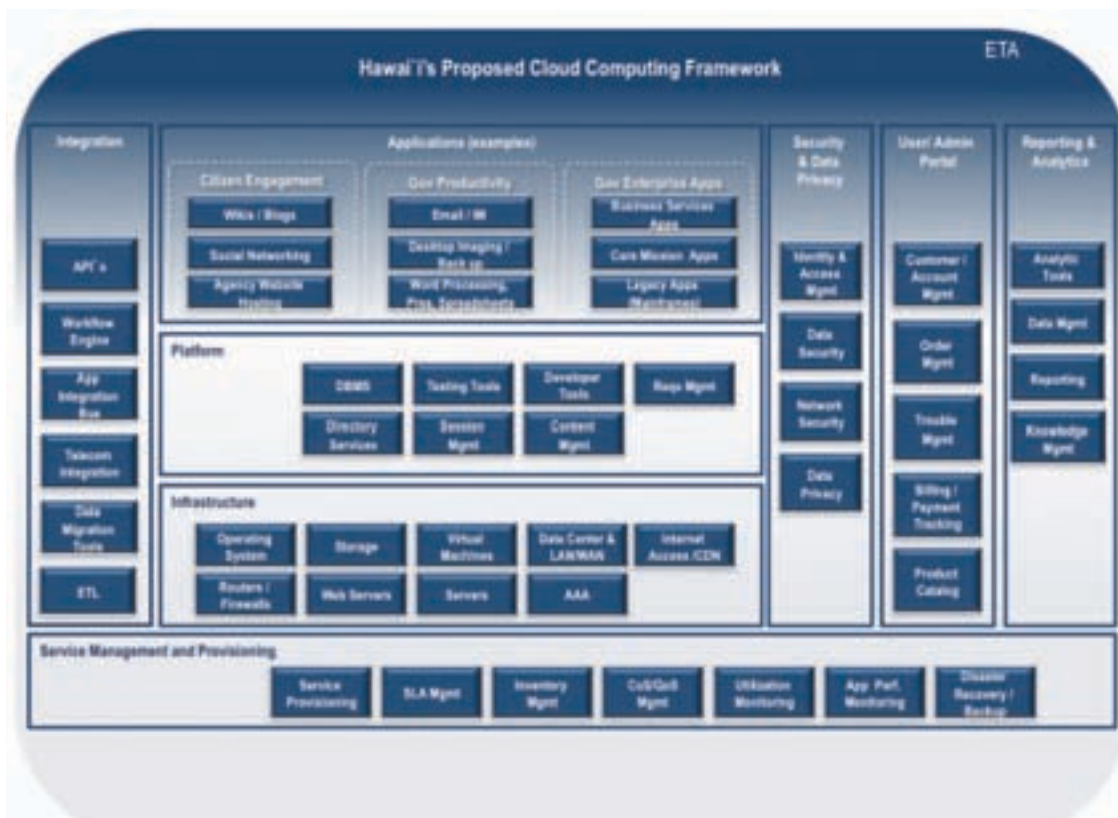 ETA
Hawai`i's Proposed Cloud Computing Framework
Integration
API`s
Workflow
Engine
App
Integration
Bus
Telecom
Integration
Data
Migration
Tools
ETL
Applications (examples)
Citizen Engagement
Wikis / Blogs
Social Networking
Agency Website
Hosting
Gov Productivity
Email / IM
Desktop Imaging /
Back up
Word Processing,
Spreadsheets
Gov Enterprise Apps
Business Services
Apps
Core Mission Apps
Legacy Apps
(Mainframes)
Platform
DBMS
Testing Tools
Developer
Tools
Reqs Mgmt
Directory
Services
Session
Mgmt
Content
Mgmt
Infrastructure
Operating
System
Storage
Virtual
Machines
Data Center &
LAN/WAN
Internet
Access /CDN
Routers /
Firewalls
Web Servers
Servers
AAA
Security
& Data
Privacy
Identity &
Access
Mgmt
Data
Security
Network
Security
Data
Privacy
User/ Admin
Portal
Customer /
Account
Mgmt
Order
Mgmt
Trouble
Mgmt
Billing /
Payment
Tracking
Product
Catalog
Reporting &
Analytics
Analytic
Tools
Data Mgmt
Reporting
Knowledge
Mgmt
Service Management and Provisioning
Service
Provisioning
SLA Mgmt
Inventory
Mgmt
CoS/QoS
Mgmt
Utilization
Monitoring
App. Perf.
Monitoring
Disaster
Recovery /
Backup